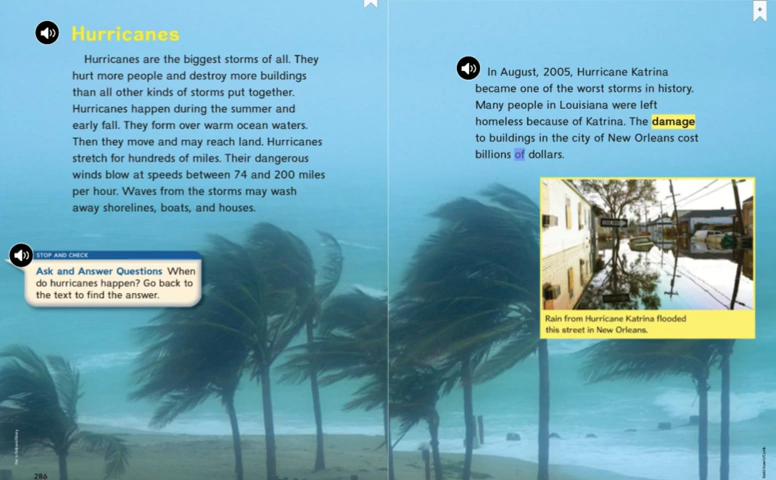 Hurricanes
Hurricanes are the biggest storms of all. They
hurt more people and destroy more buildings
than all other kinds of storms put together.
Hurricanes happen during the summer and
early fall. They form over warm ocean waters.
Then they move and may reach land. Hurricanes
stretch for hundreds of miles. Their dangerous
winds blow at speeds between 74 and 200 miles
per hour. Waves from the storms may wash
away shorelines, boats, and houses.
STOP AND CHECK
Ask and Answer Questions When
do hurricanes happen? Go back to
the text to find the answer.
286
In August, 2005, Hurricane Katrina
became one of the worst storms in history.
Many people in Louisiana were left
homeless because of Katrina. The damage
to buildings in the city of New Orleans cost
billions of dollars.
Rain from Hurricane Katrina flooded
this street in New Orleans.